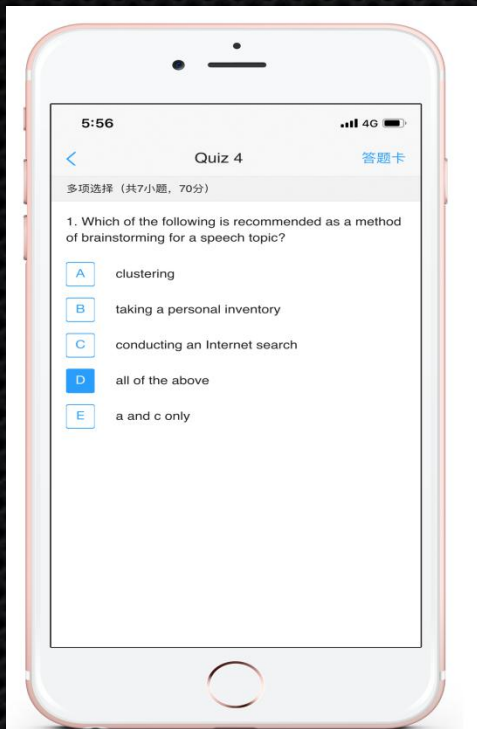 5:56 4G
Quiz 4 答题卡
多项选择（共7小题，70分）
1. Which of the following is recommended as a method
of brainstorming for a speech topic?
A clustering
B taking a personal inventory
C conducting an Internet search
D all of the above
E a and c only